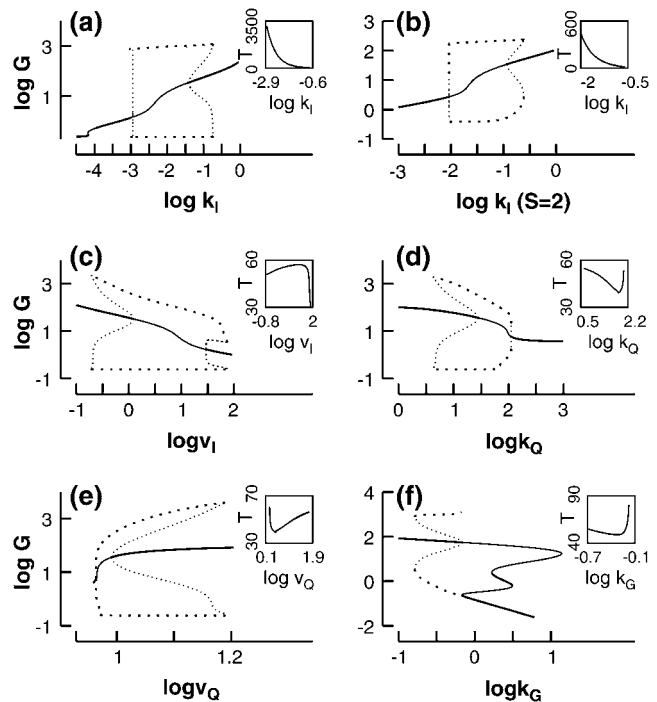 (a)
log G
3
1
-4
-3
-2
-1
0
log k_I
T
3500
0
-2.9
-0.6
log k_I
(b)
3
2
1
0
-1
-3
-2
-1
0
log k_I (S=2)
T
600
0
-2
-0.5
log k_I
(c)
log G
3
1
-1
-1
0
1
2
logv_I
T
60
30
-0.8
2
log v_I
(d)
3
1
-1
0
1
2
3
logk_Q
T
60
30
0.5
2.2
log k_Q
(e)
log G
3
1
-1
1
1.2
logv_Q
T
70
30
0.1
1.9
log v_Q
(f)
4
2
0
-2
-1
0
1
logk_G
T
90
40
-0.7
-0.1
log k_G